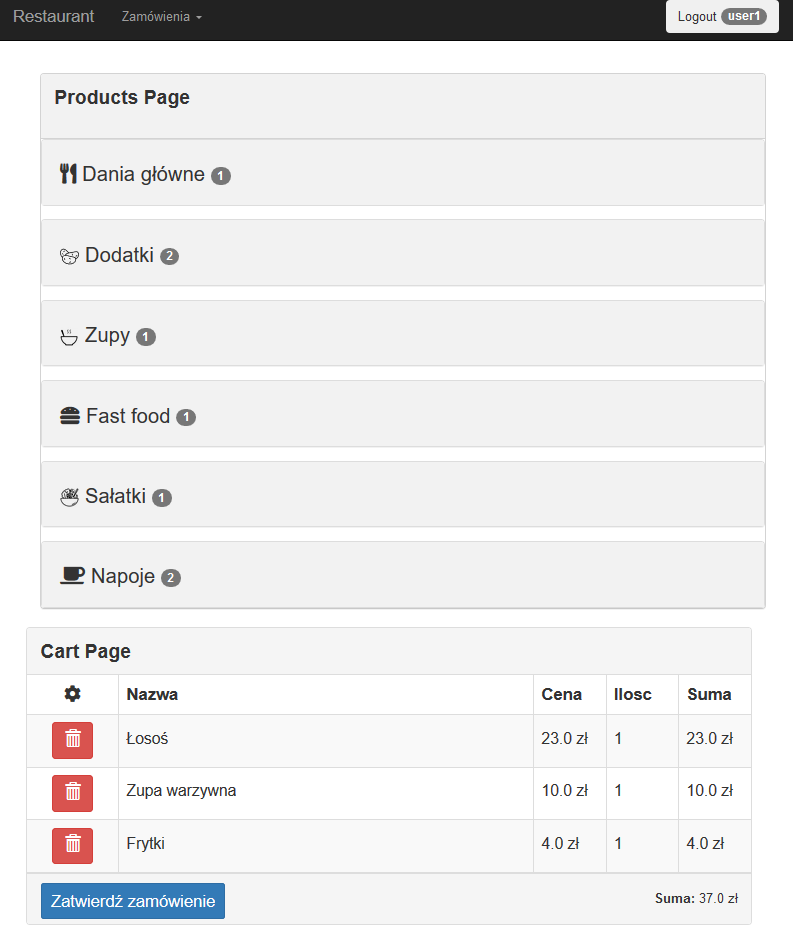 Restaurant Zamówienia Logout user1
Products Page
Dania główne 1
Dodatki 2
Zupy 1
Fast food 1
Sałatki 1
Napoje 2
Cart Page
Nazwa Cena Ilosc Suma
Łosoś 23.0 zł 1 23.0 zł
Zupa warzywna 10.0 zł 1 10.0 zł
Frytki 4.0 zł 1 4.0 zł
Zatwierdź zamówienie Suma: 37.0 zł